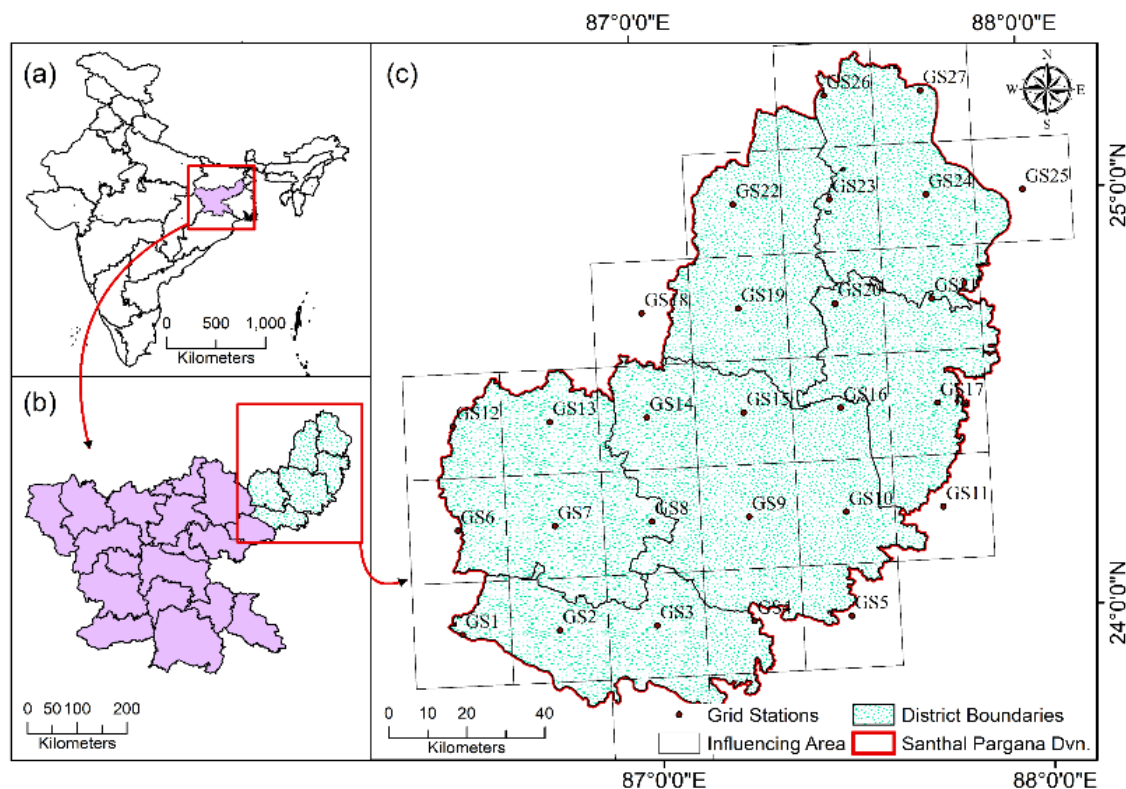 87°0'0"E 88°0'0"E
(a)
0 500 1,000
Kilometers
(b)
0 50 100 200
Kilometers
(c)
N
W E
S
GS26 GS27
GS22 GS23 GS24 GS25
25°0'0"N
GS18 GS19 GS20
GS12 GS13 GS14 GS15 GS16 GS17
GS6 GS7 GS8 GS9 GS10 GS11
GS1 GS2 GS3 GS5
24°0'0"N
0 10 20 40
Kilometers
Grid Stations District Boundaries
Influencing Area Santhal Pargana Dvn.
87°0'0"E 88°0'0"E